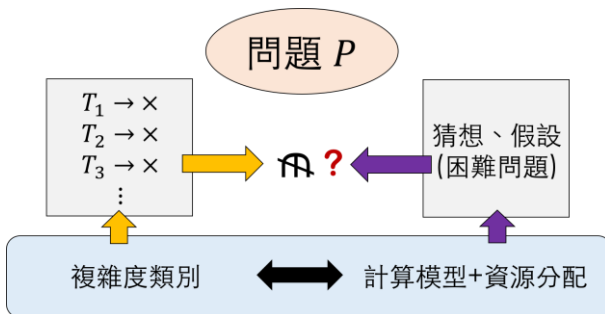 問題 P
T₁ → ×
T₂ → ×
T₃ → ×
⋮
?
猜想、假設
(困難問題)
複雜度類別
計算模型+資源分配